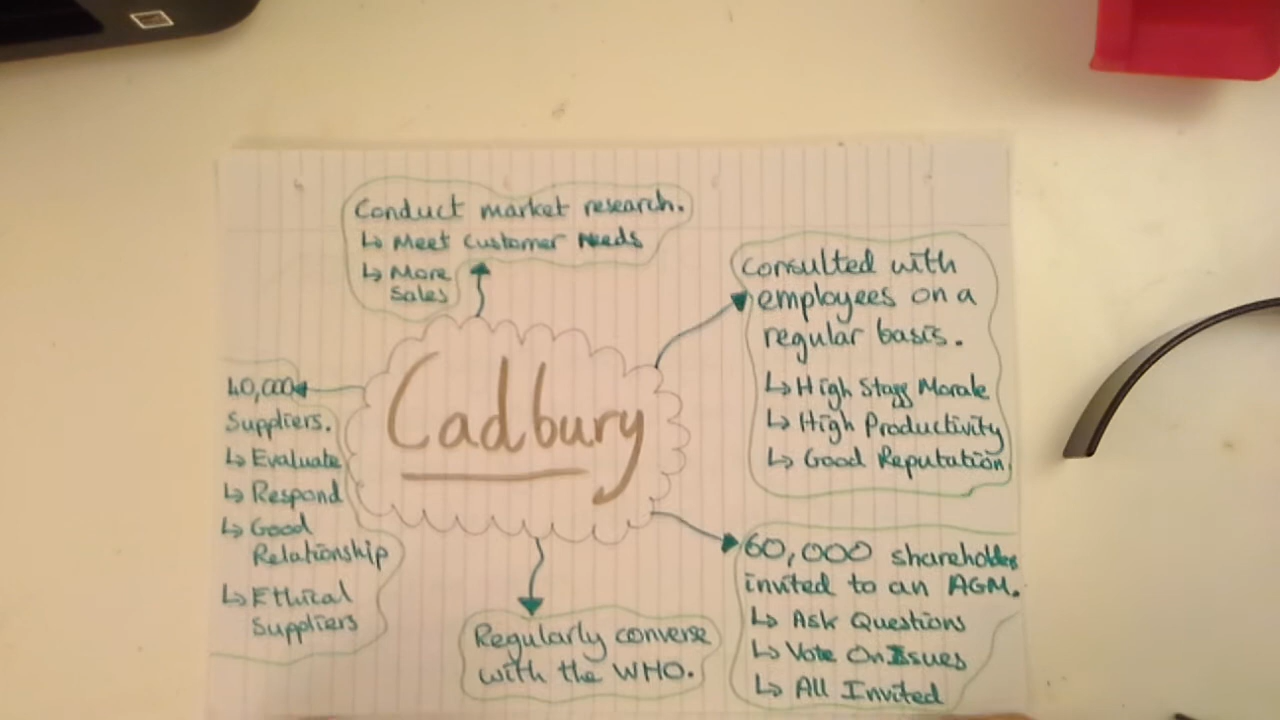 Conduct market research.
↳ Meet Customer Needs
↳ More
Sales
Consulted with
employees on a
regular basis.
↳ High Staff Morale
↳ High Productivity
↳ Good Reputation
Cadbury
40,000
Suppliers.
↳ Evaluate
↳ Respond
↳ Good
Relationship
↳ Ethical
Suppliers
Regularly converse
with the WHO.
60,000 shareholders
invited to an AGM.
↳ Ask Questions
↳ Vote On Issues
↳ All Invited